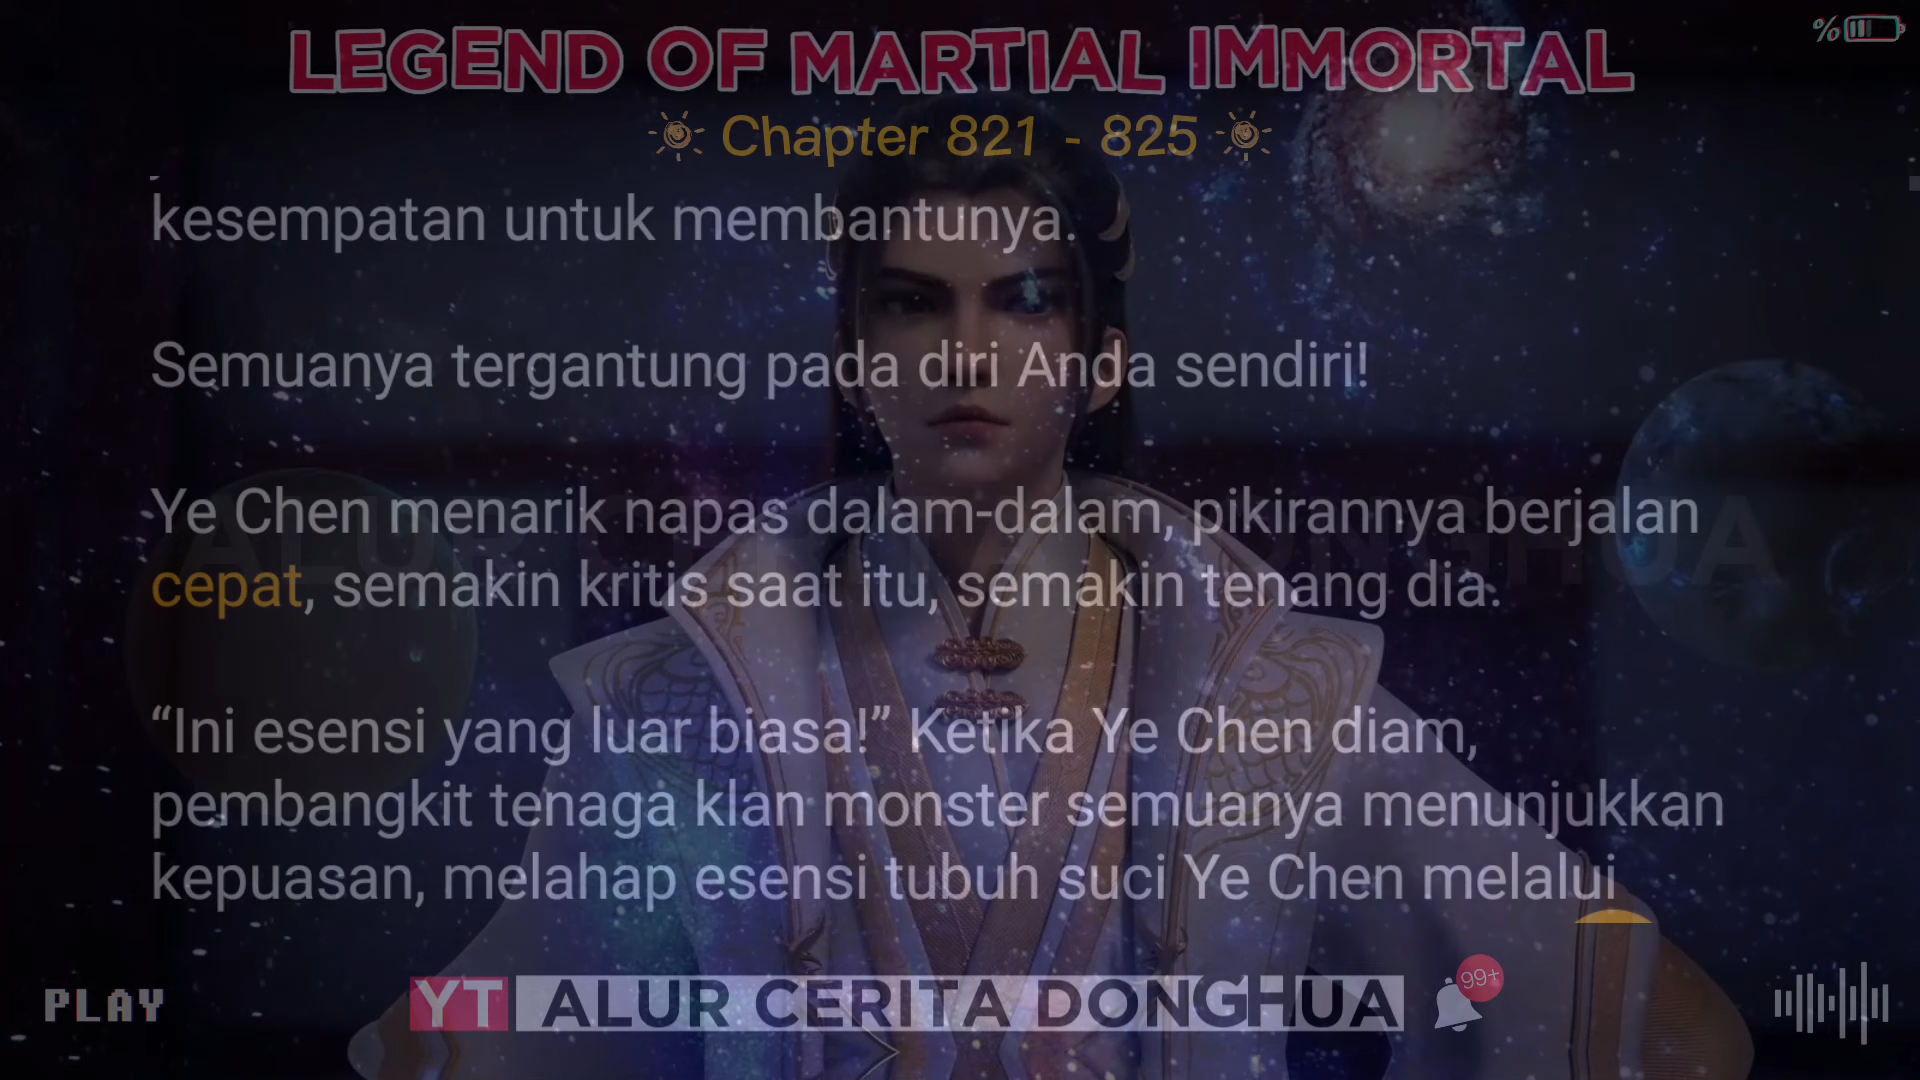 LEGEND OF MARTIAL IMMORTAL
%
Chapter 821 - 825
kesempatan untuk membantunya.
Semuanya tergantung pada diri Anda sendiri!
Ye Chen menarik napas dalam-dalam, pikirannya berjalan
cepat, semakin kritis saat itu, semakin tenang dia.
“Ini esensi yang luar biasa!” Ketika Ye Chen diam,
pembangkit tenaga klan monster semuanya menunjukkan
kepuasan, melahap esensi tubuh suci Ye Chen melalui
PLAY
YT ALUR CERITA DONGHUA
99+
ALUR CERITA DONGHUA